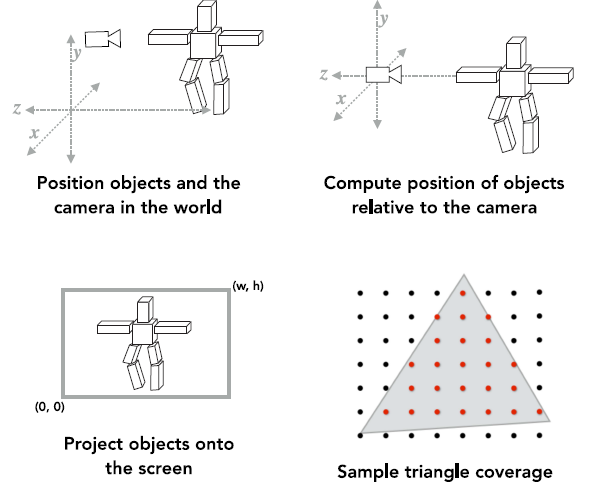 y
z
x
Position objects and the
camera in the world
y
z
x
Compute position of objects
relative to the camera
(w, h)
(0, 0)
Project objects onto
the screen
Sample triangle coverage